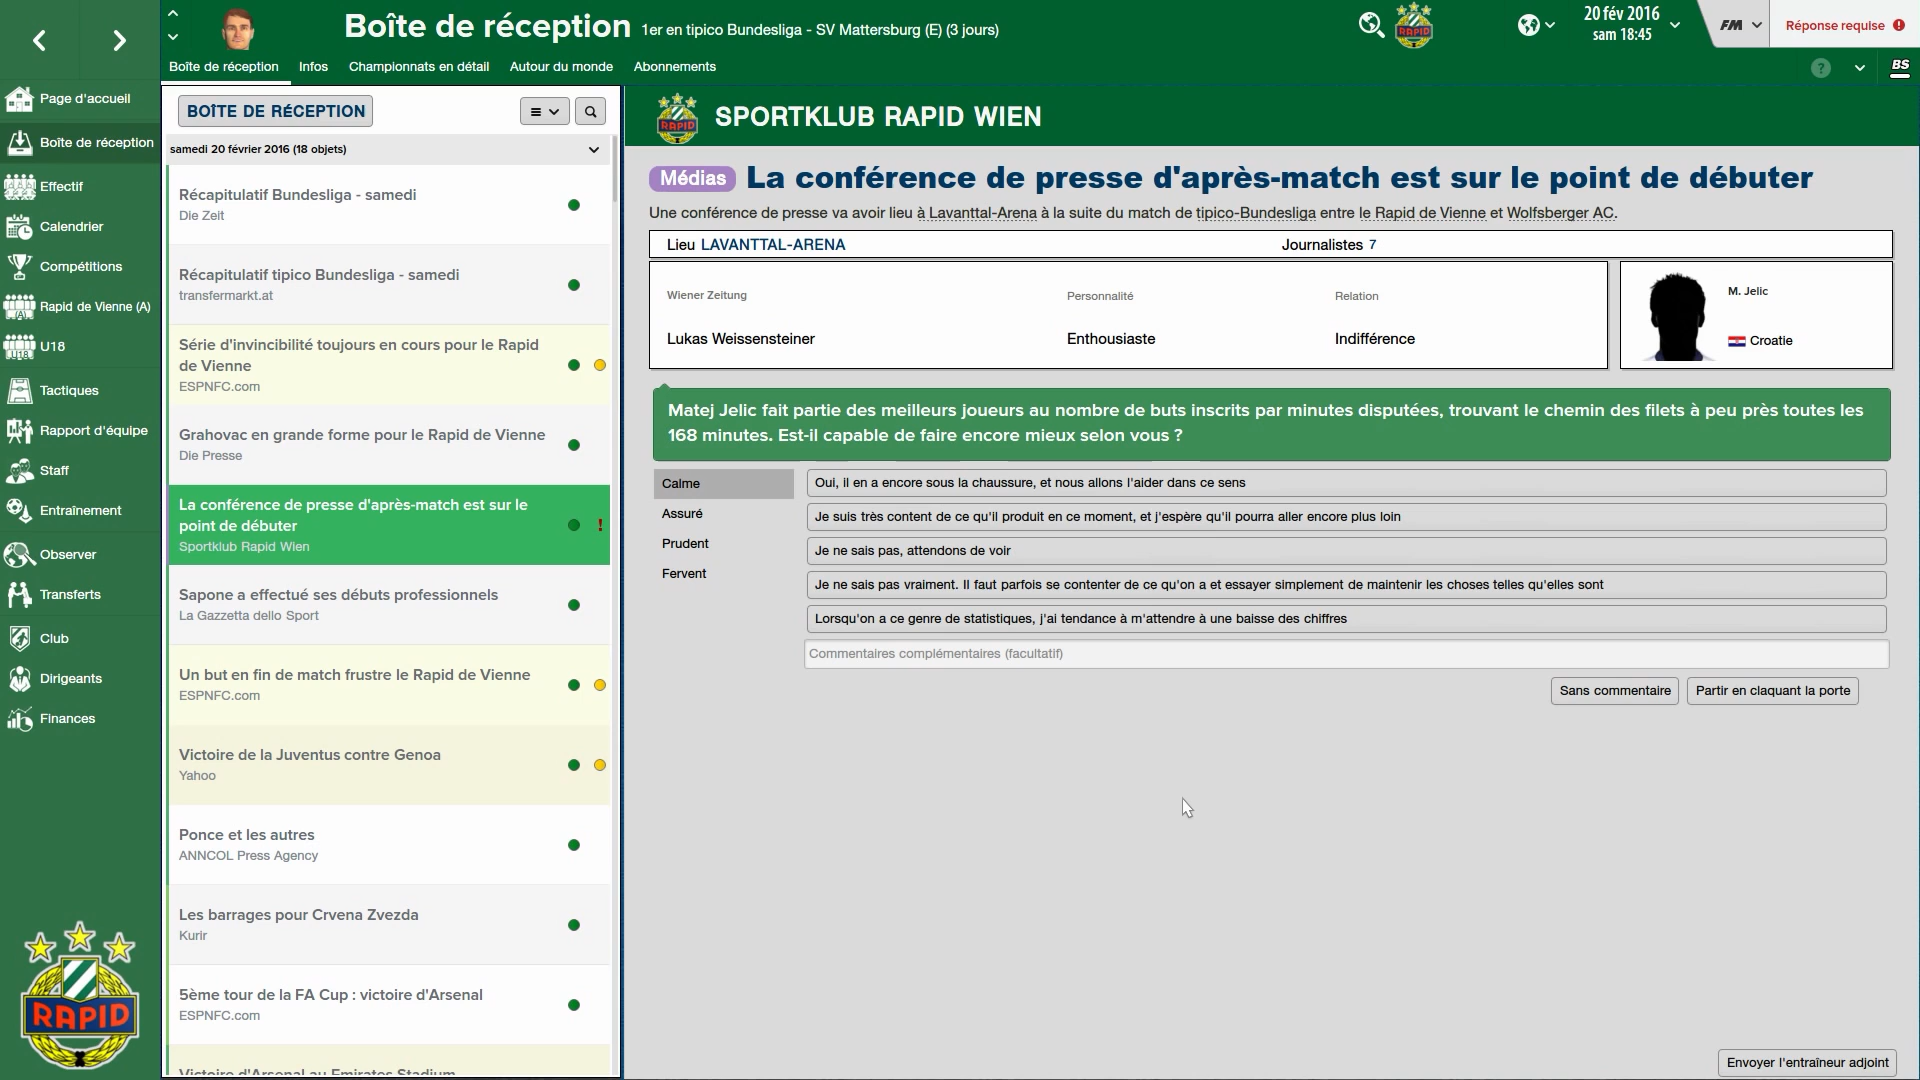 Boîte de réception
1er en tipico Bundesliga - SV Mattersburg (E) (3 jours)
RAPID
20 fév 2016
sam 18:45
FM
Réponse requise
Boîte de réception
Infos
Championnats en détail
Autour du monde
Abonnements
?
BS
Page d'accueil
Boîte de réception
Effectif
Calendrier
Compétitions
(A)
Rapid de Vienne (A)
U18
U18
Tactiques
Rapport d'équipe
Staff
Entraînement
Observer
Transferts
Club
Dirigeants
Finances
RAPID
BOÎTE DE RÉCEPTION
samedi 20 février 2016 (18 objets)
Récapitulatif Bundesliga - samedi
Die Zeit
Récapitulatif tipico Bundesliga - samedi
transfermarkt.at
Série d'invincibilité toujours en cours pour le Rapid
de Vienne
ESPNFC.com
Grahovac en grande forme pour le Rapid de Vienne
Die Presse
La conférence de presse d'après-match est sur le
point de débuter
Sportklub Rapid Wien
!
Sapone a effectué ses débuts professionnels
La Gazzetta dello Sport
Un but en fin de match frustre le Rapid de Vienne
ESPNFC.com
Victoire de la Juventus contre Genoa
Yahoo
Ponce et les autres
ANNCOL Press Agency
Les barrages pour Crvena Zvezda
Kurir
5ème tour de la FA Cup : victoire d'Arsenal
ESPNFC.com
Victoire d'Arsenal au Emirates Stadium
RAPID
SPORTKLUB RAPID WIEN
Médias
La conférence de presse d'après-match est sur le point de débuter
Une conférence de presse va avoir lieu à Lavanttal-Arena à la suite du match de tipico-Bundesliga entre le Rapid de Vienne et Wolfsberger AC.
Lieu LAVANTTAL-ARENA
Journalistes 7
Wiener Zeitung
Personnalité
Relation
Lukas Weissensteiner
Enthousiaste
Indifférence
M. Jelic
Croatie
Matej Jelic fait partie des meilleurs joueurs au nombre de buts inscrits par minutes disputées, trouvant le chemin des filets à peu près toutes les
168 minutes. Est-il capable de faire encore mieux selon vous ?
Calme
Assuré
Prudent
Fervent
Oui, il en a encore sous la chaussure, et nous allons l'aider dans ce sens
Je suis très content de ce qu'il produit en ce moment, et j'espère qu'il pourra aller encore plus loin
Je ne sais pas, attendons de voir
Je ne sais pas vraiment. Il faut parfois se contenter de ce qu'on a et essayer simplement de maintenir les choses telles qu'elles sont
Lorsqu'on a ce genre de statistiques, j'ai tendance à m'attendre à une baisse des chiffres
Commentaires complémentaires (facultatif)
Sans commentaire
Partir en claquant la porte
Envoyer l'entraîneur adjoint